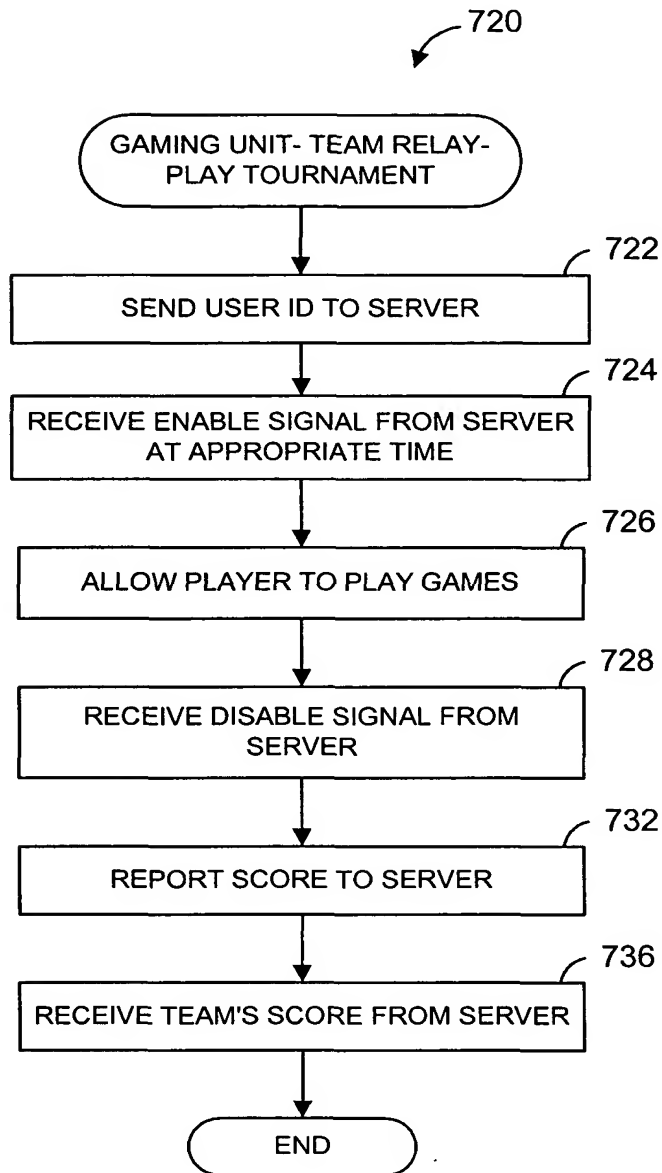 720
GAMING UNIT- TEAM RELAY-
PLAY TOURNAMENT
722
SEND USER ID TO SERVER
724
RECEIVE ENABLE SIGNAL FROM SERVER
AT APPROPRIATE TIME
726
ALLOW PLAYER TO PLAY GAMES
728
RECEIVE DISABLE SIGNAL FROM
SERVER
732
REPORT SCORE TO SERVER
736
RECEIVE TEAM'S SCORE FROM SERVER
END